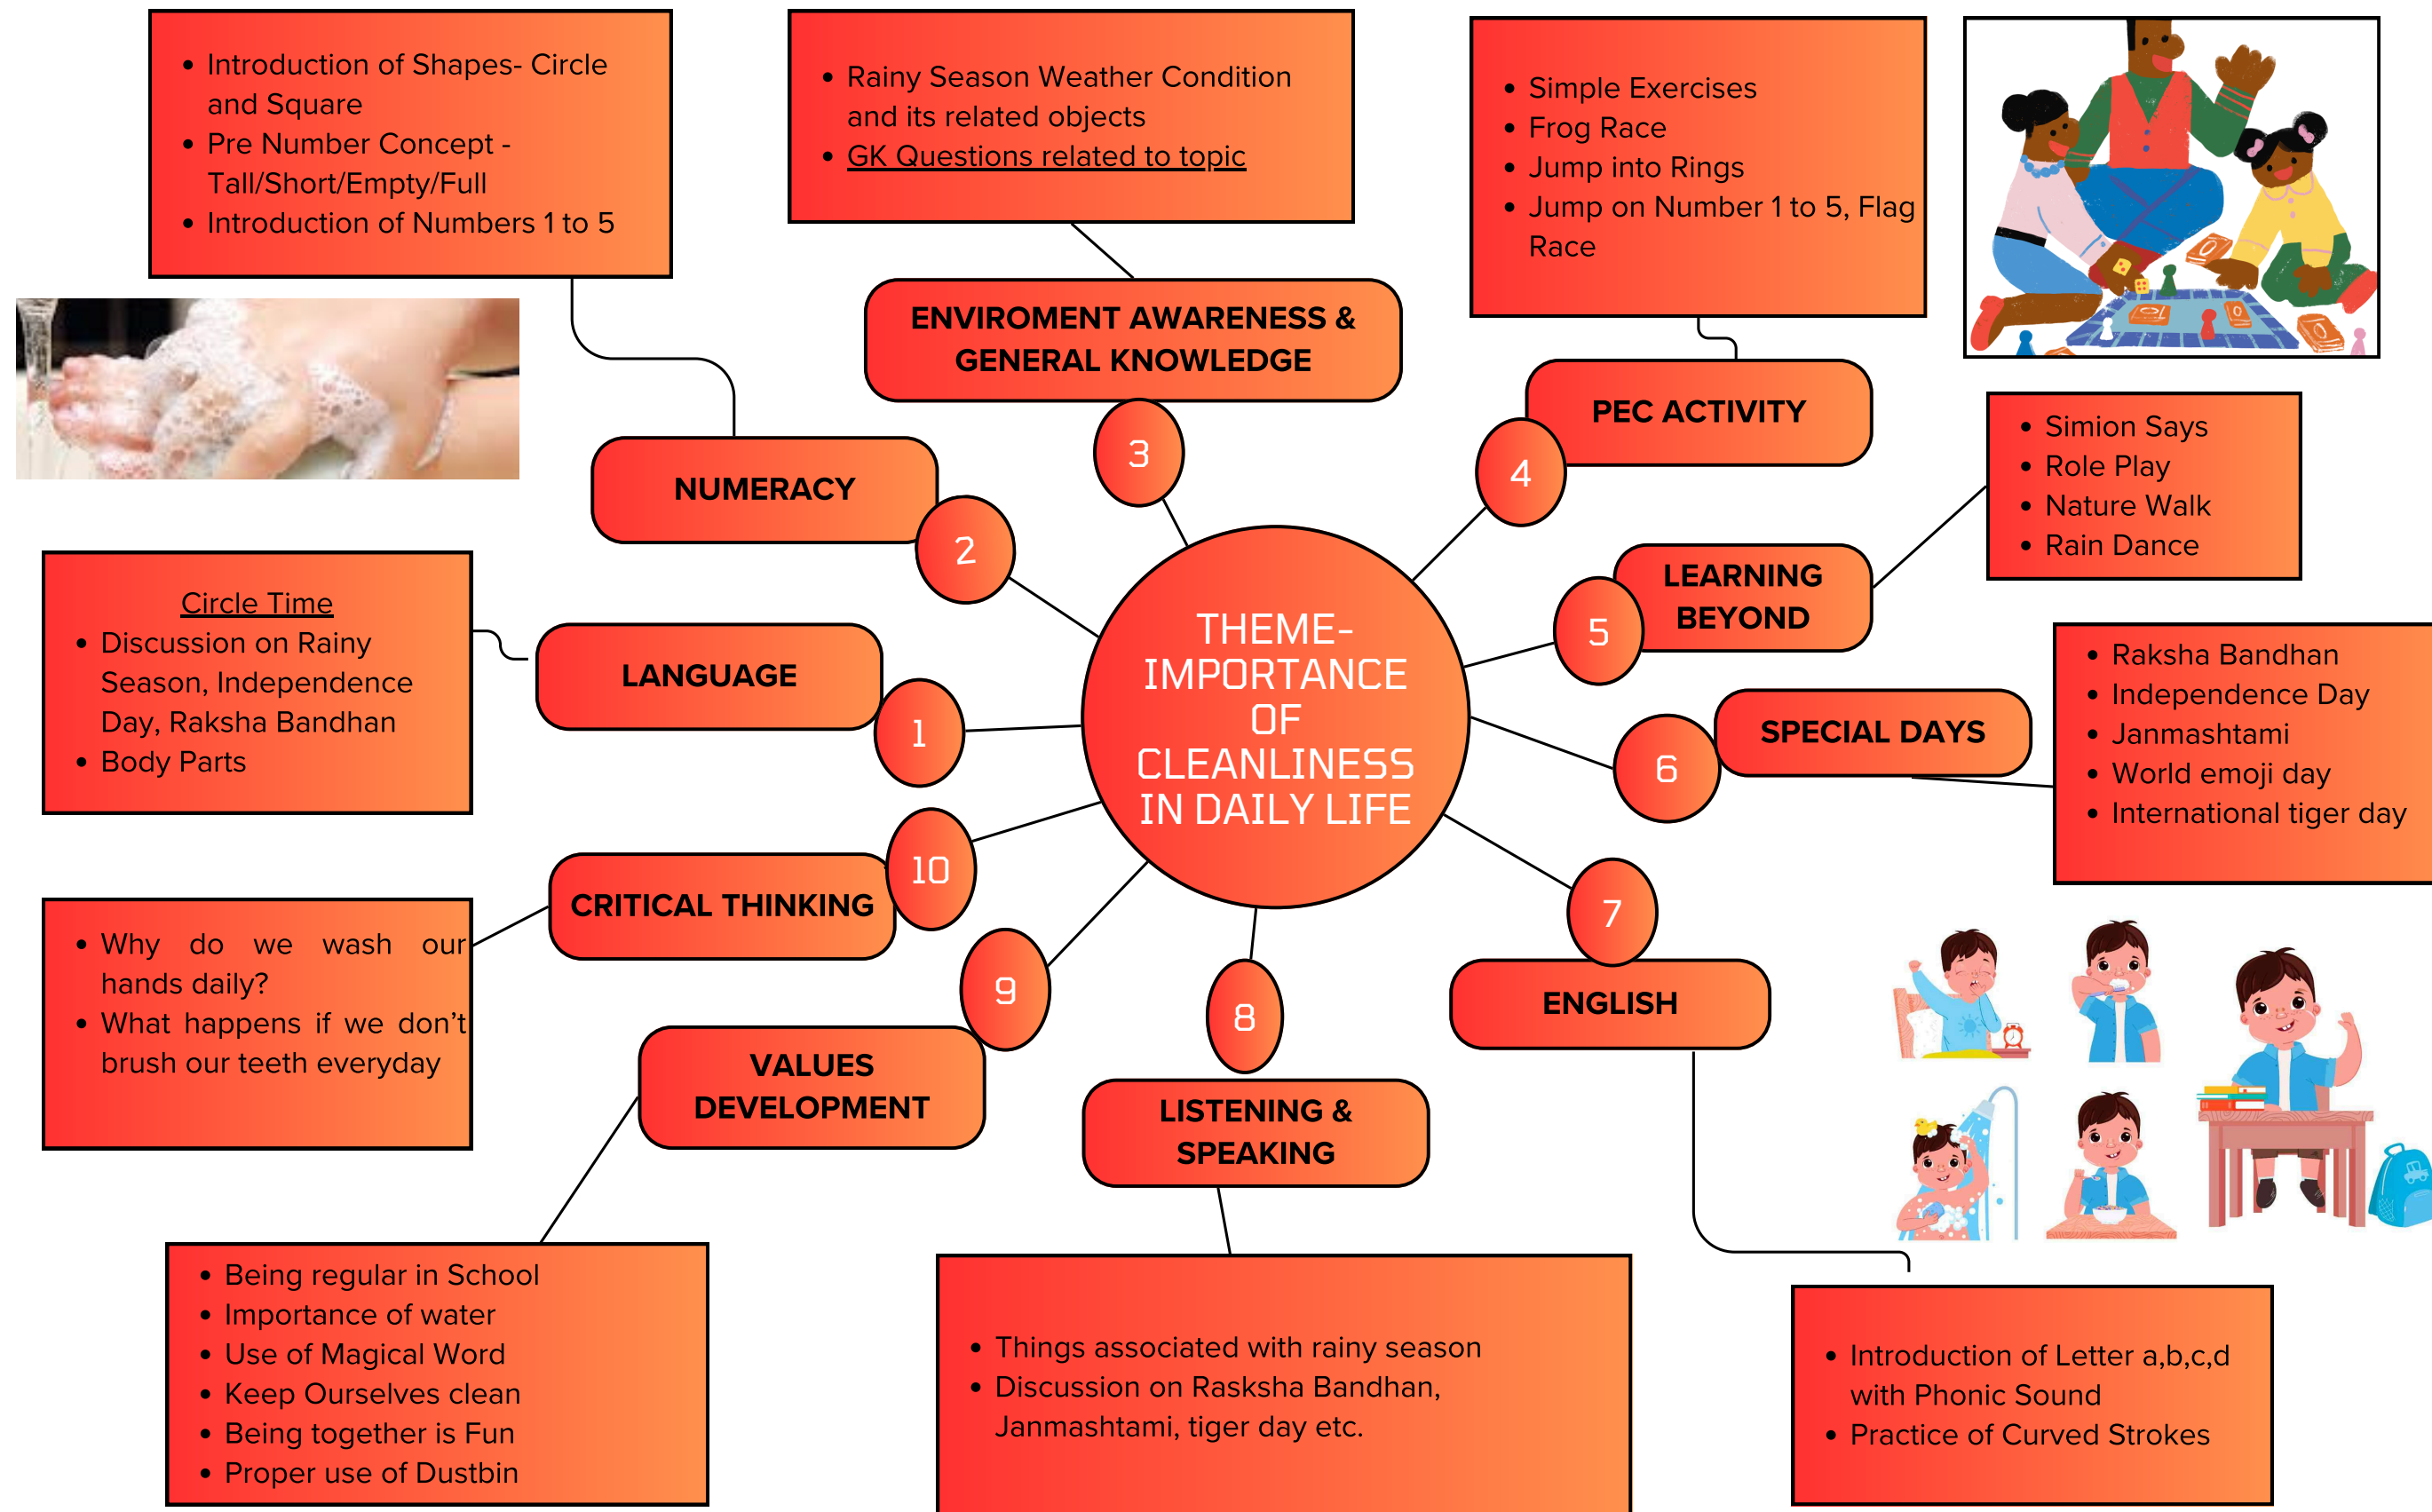 • Introduction of Shapes- Circle
and Square
• Pre Number Concept -
Tall/Short/Empty/Full
• Introduction of Numbers 1 to 5
• Rainy Season Weather Condition
and its related objects
• GK Questions related to topic
• Simple Exercises
• Frog Race
• Jump into Rings
• Jump on Number 1 to 5, Flag
Race
ENVIROMENT AWARENESS &
GENERAL KNOWLEDGE
3
PEC ACTIVITY
4
NUMERACY
2
• Simion Says
• Role Play
• Nature Walk
• Rain Dance
LEARNING
BEYOND
5
Circle Time
• Discussion on Rainy
Season, Independence
Day, Raksha Bandhan
• Body Parts
LANGUAGE
1
THEME-
IMPORTANCE
OF
CLEANLINESS
IN DAILY LIFE
SPECIAL DAYS
6
• Raksha Bandhan
• Independence Day
• Janmashtami
• World emoji day
• International tiger day
CRITICAL THINKING
10
• Why do we wash our
hands daily?
• What happens if we don't
brush our teeth everyday
9
VALUES
DEVELOPMENT
8
LISTENING &
SPEAKING
7
ENGLISH
• Being regular in School
• Importance of water
• Use of Magical Word
• Keep Ourselves clean
• Being together is Fun
• Proper use of Dustbin
• Things associated with rainy season
• Discussion on Rasksha Bandhan,
Janmashtami, tiger day etc.
• Introduction of Letter a,b,c,d
with Phonic Sound
• Practice of Curved Strokes